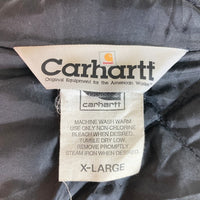 Carhartt
Original Equipment for the American Worker
carhartt
MACHINE WASH WARM
USE ONLY NON-CHLORINE
BLEACH WHEN DESIRED.
TUMBLE DRY LOW.
REMOVE PROMPTLY.
STEAM IRON WHEN DESIRED.
X-LARGE